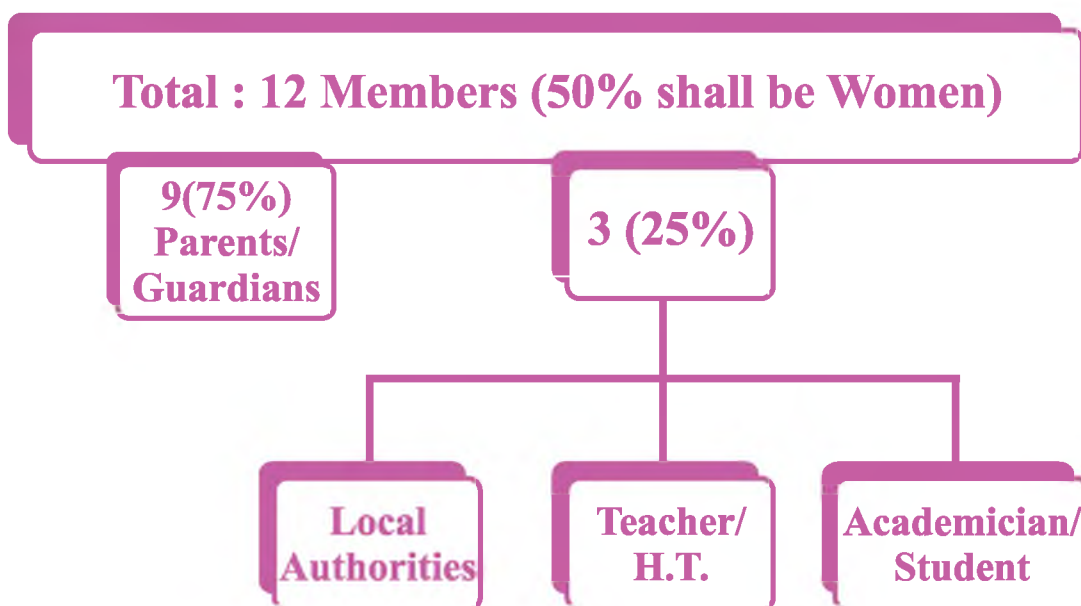 Total : 12 Members (50% shall be Women)
9(75%)
Parents/
Guardians
3 (25%)
Local
Authorities
Teacher/
H.T.
Academician/
Student